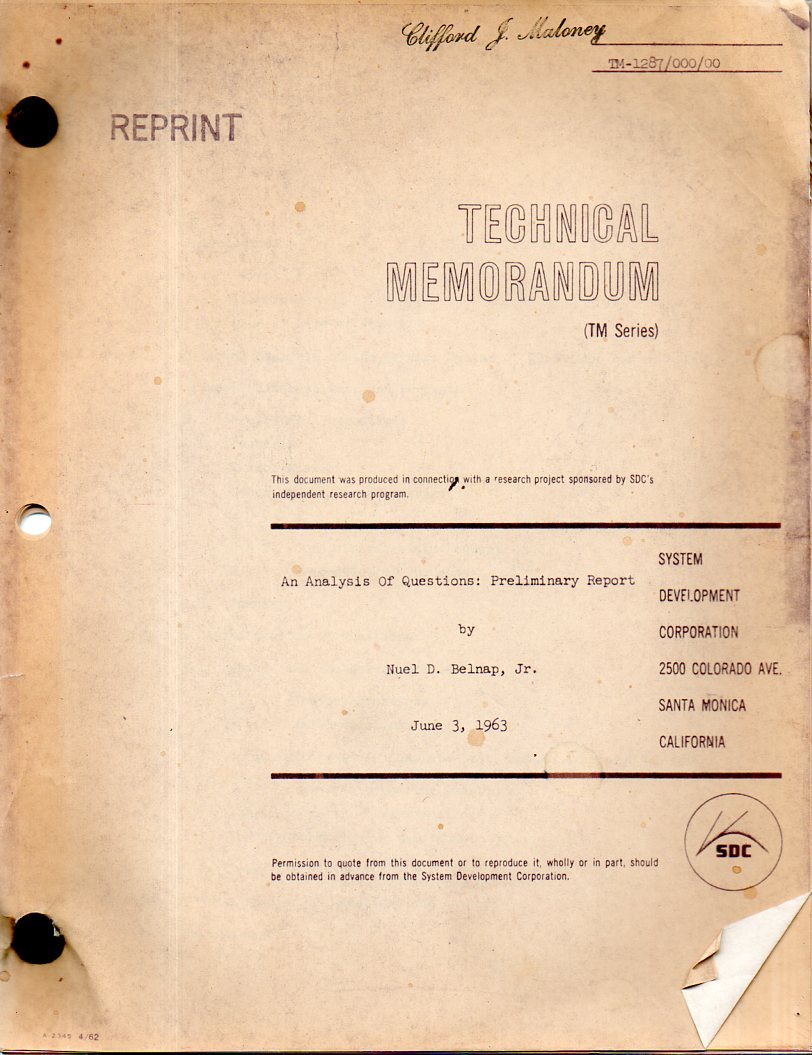 Clifford J. Maloney
TM-1287/000/00
REPRINT
TECHNICAL
MEMORANDUM
(TM Series)
This document was produced in connection with a research project sponsored by SDC's
independent research program.
An Analysis Of Questions: Preliminary Report
by
Nuel D. Belnap, Jr.
June 3, 1963
SYSTEM
DEVELOPMENT
CORPORATION
2500 COLORADO AVE.
SANTA MONICA
CALIFORNIA
SDC
Permission to quote from this document or to reproduce it, wholly or in part, should
be obtained in advance from the System Development Corporation.
A-2349 4/62